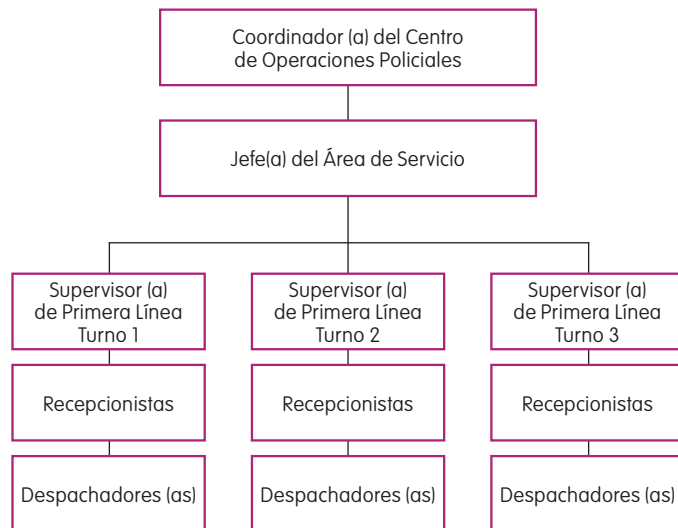 Coordinador (a) del Centro
de Operaciones Policiales
Jefe(a) del Área de Servicio
Supervisor (a)
de Primera Línea
Turno 1
Supervisor (a)
de Primera Línea
Turno 2
Supervisor (a)
de Primera Línea
Turno 3
Recepcionistas
Recepcionistas
Recepcionistas
Despachadores (as)
Despachadores (as)
Despachadores (as)